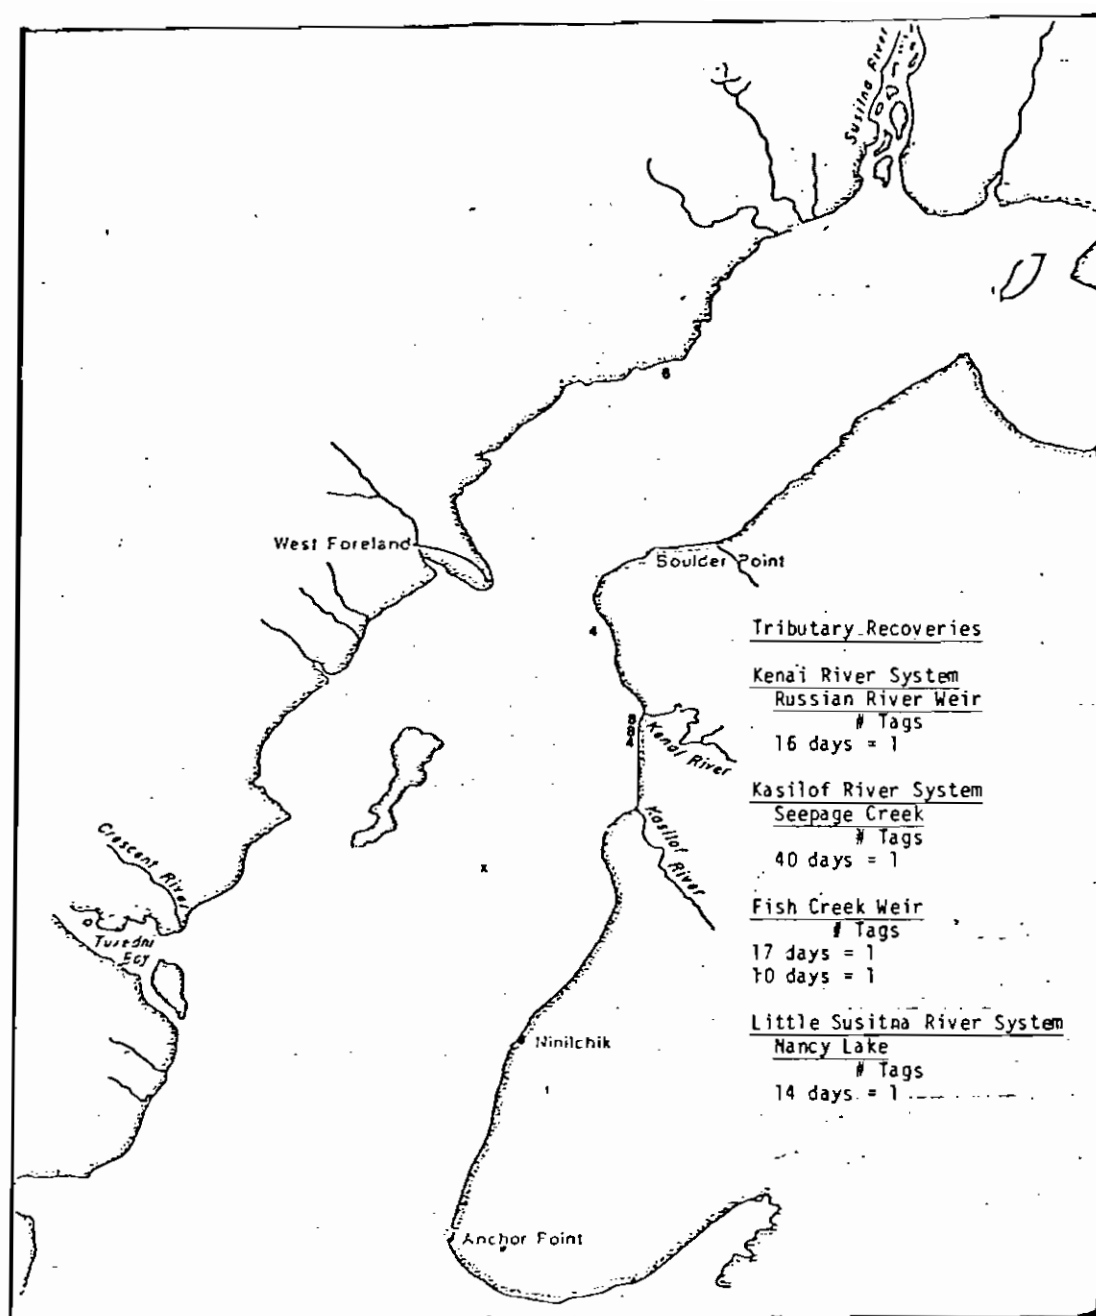 Susitna River
6
West Foreland
Boulder Point
4
Tributary Recoveries
Kenai River System
Russian River Weir
# Tags
16 days = 1
Kenai River
Kasilof River System
Seepage Creek
# Tags
40 days = 1
Kasilof River
Crescent River
x
Fish Creek Weir
# Tags
17 days = 1
10 days = 1
Bay
Little Susitna River System
Nancy Lake
# Tags
14 days = 1
Ninilchik
1
Anchor Point